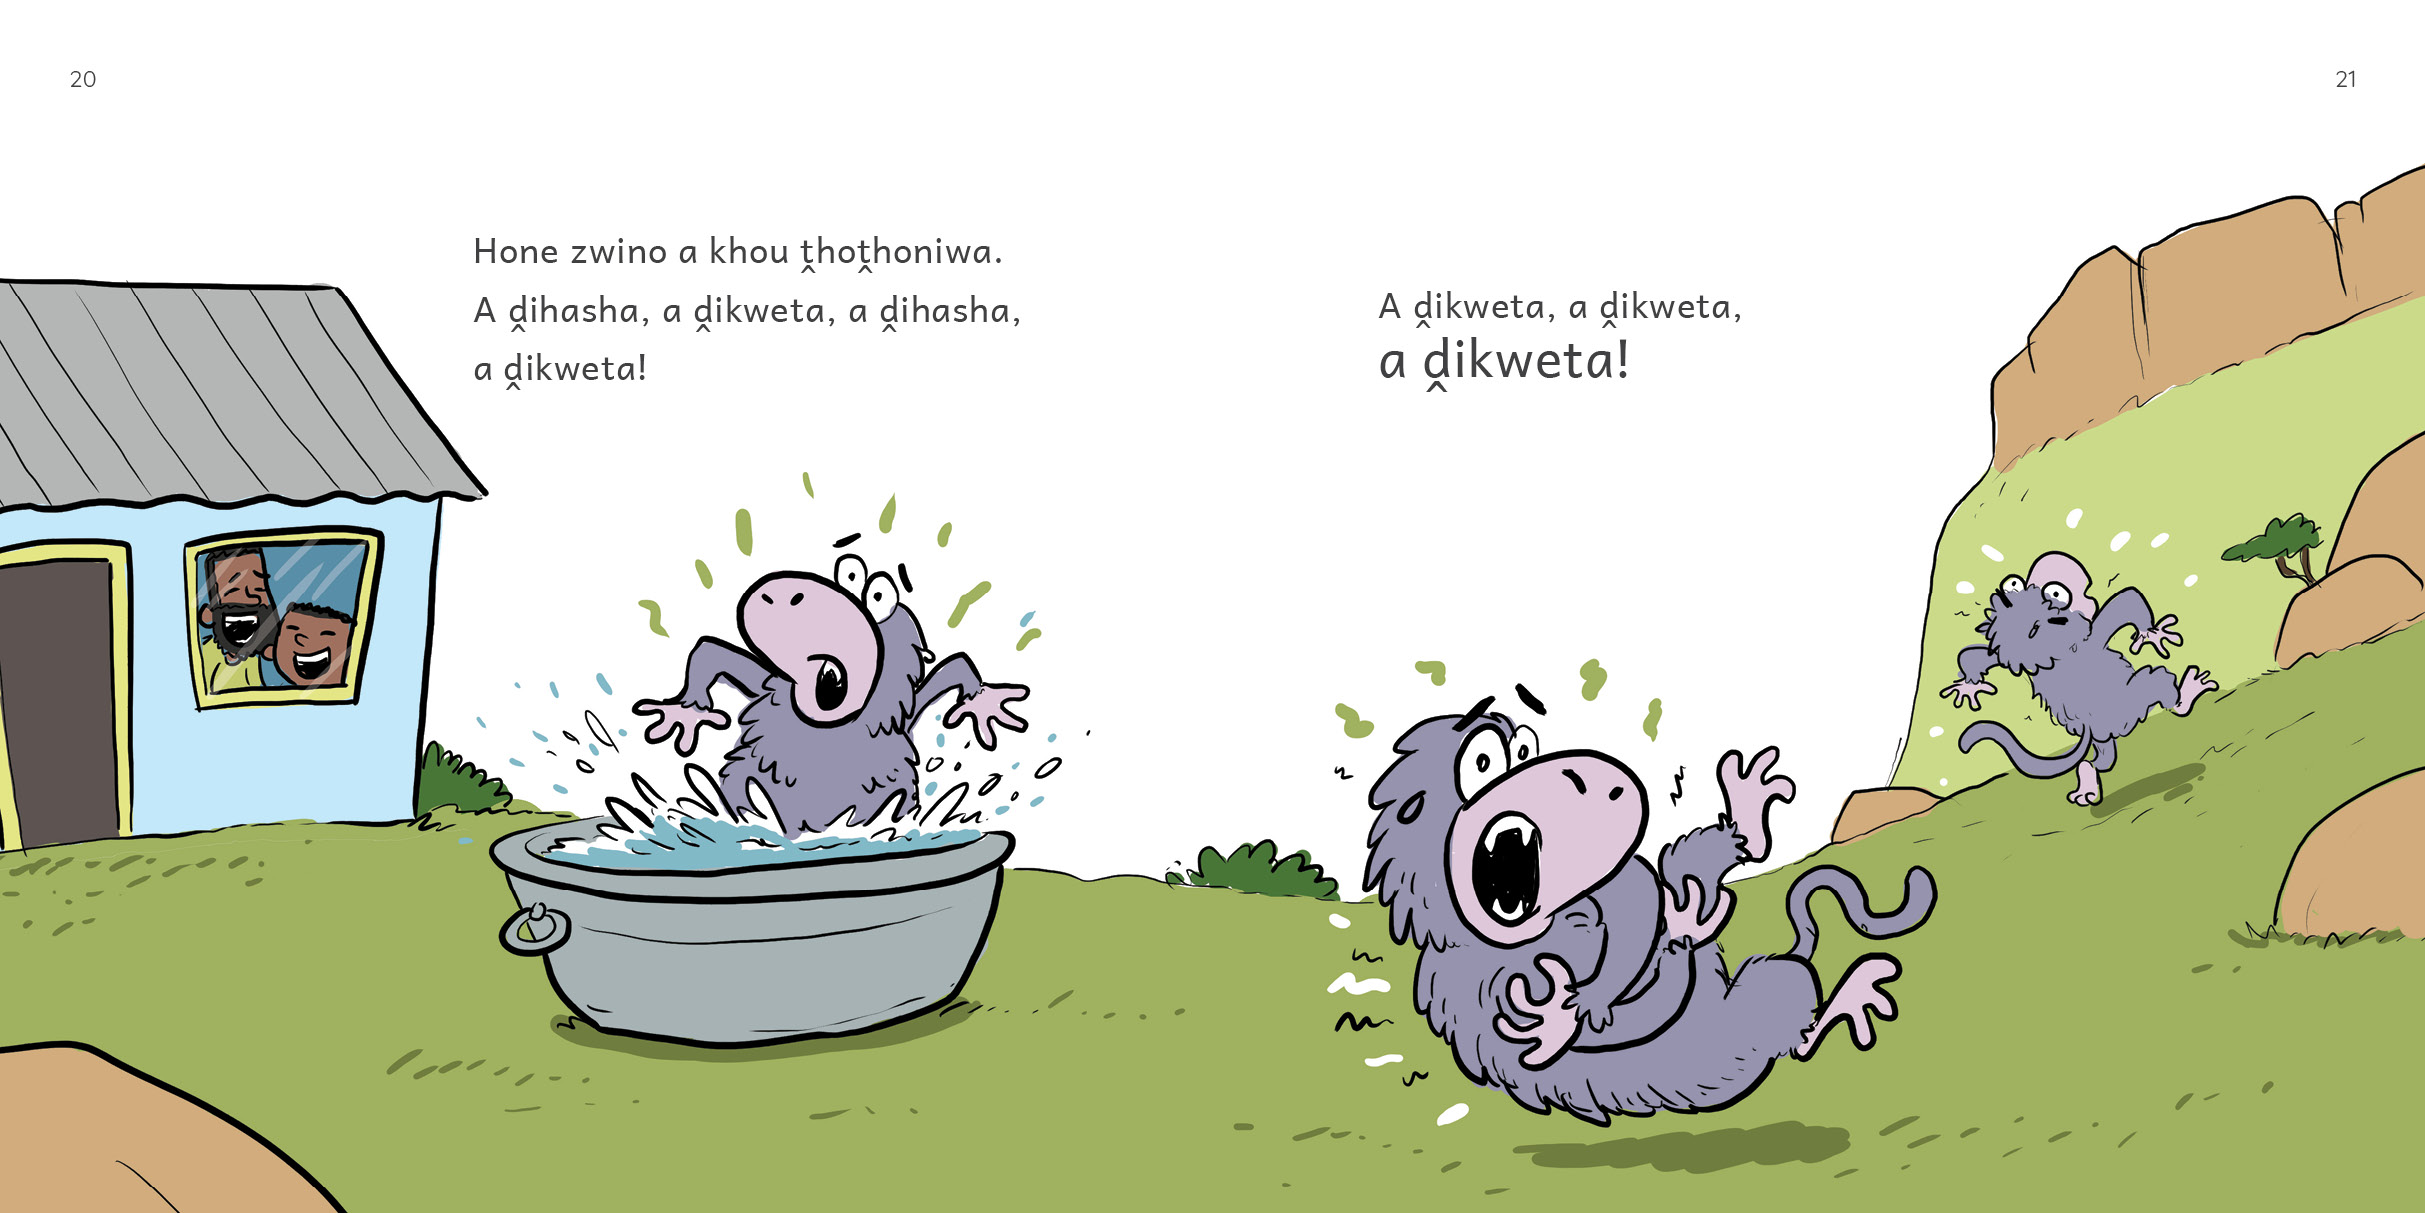 20
Hone zwino a khou ṱhoṱhoniwa.
A ḓihasha, a ḓikweta, a ḓihasha,
a ḓikweta!
21
A ḓikweta, a ḓikweta,
a ḓikweta!